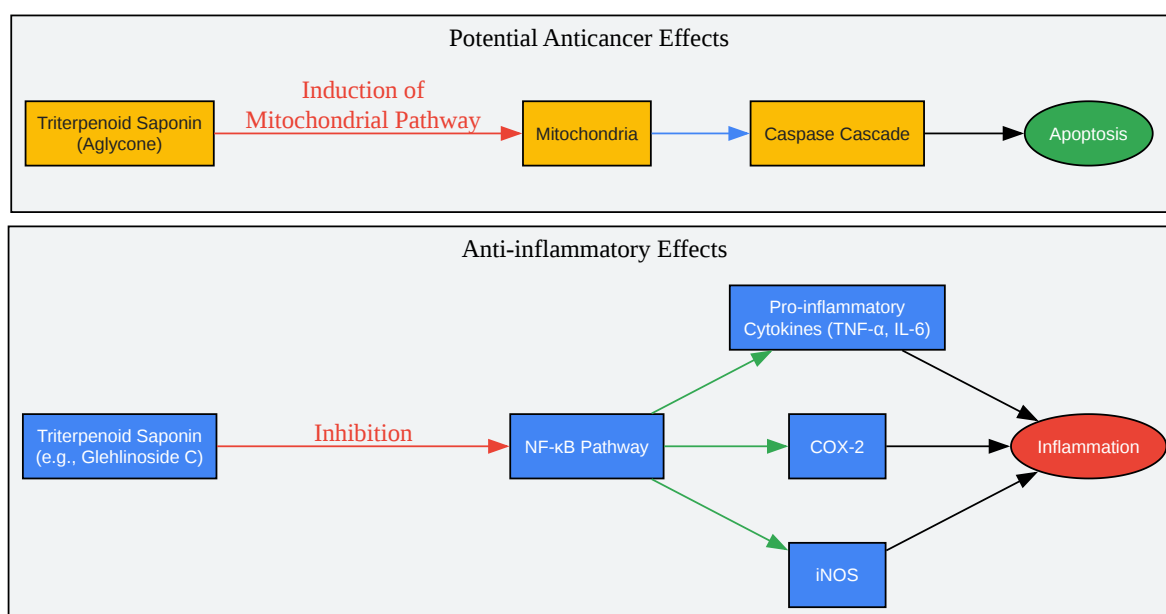 Potential Anticancer Effects
Triterpenoid Saponin
(Aglycone)
Induction of
Mitochondrial Pathway
Mitochondria
Caspase Cascade
Apoptosis
Anti-inflammatory Effects
Pro-inflammatory
Cytokines (TNF-α, IL-6)
Triterpenoid Saponin
(e.g., Glehlinoside C)
Inhibition
NF-κB Pathway
COX-2
Inflammation
iNOS